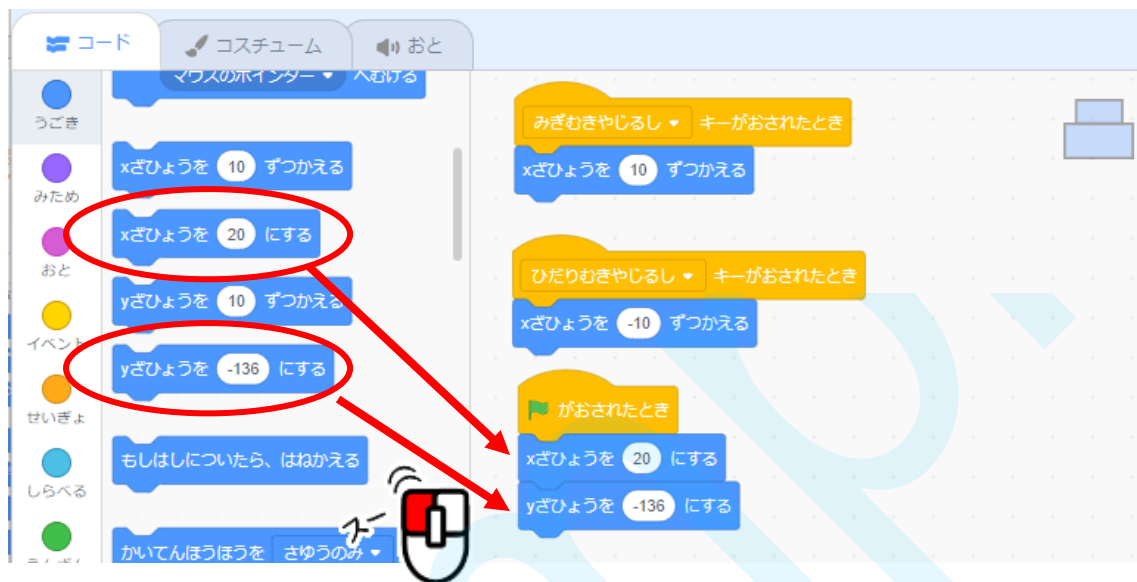 コード
コスチューム
おと
うごき
みため
おと
イベント
せいぎょ
しらべる
マウスのポインター へむける
xざひょうを 10 ずつかえる
xざひょうを 20 にする
yざひょうを 10 ずつかえる
yざひょうを -136 にする
もしはしについたら、はねかえる
かいてんほうほうを さゆうのみ
スー
みぎむきやじるし キーがおされたとき
xざひょうを 10 ずつかえる
ひだりむきやじるし キーがおされたとき
xざひょうを -10 ずつかえる
がおされたとき
xざひょうを 20 にする
yざひょうを -136 にする